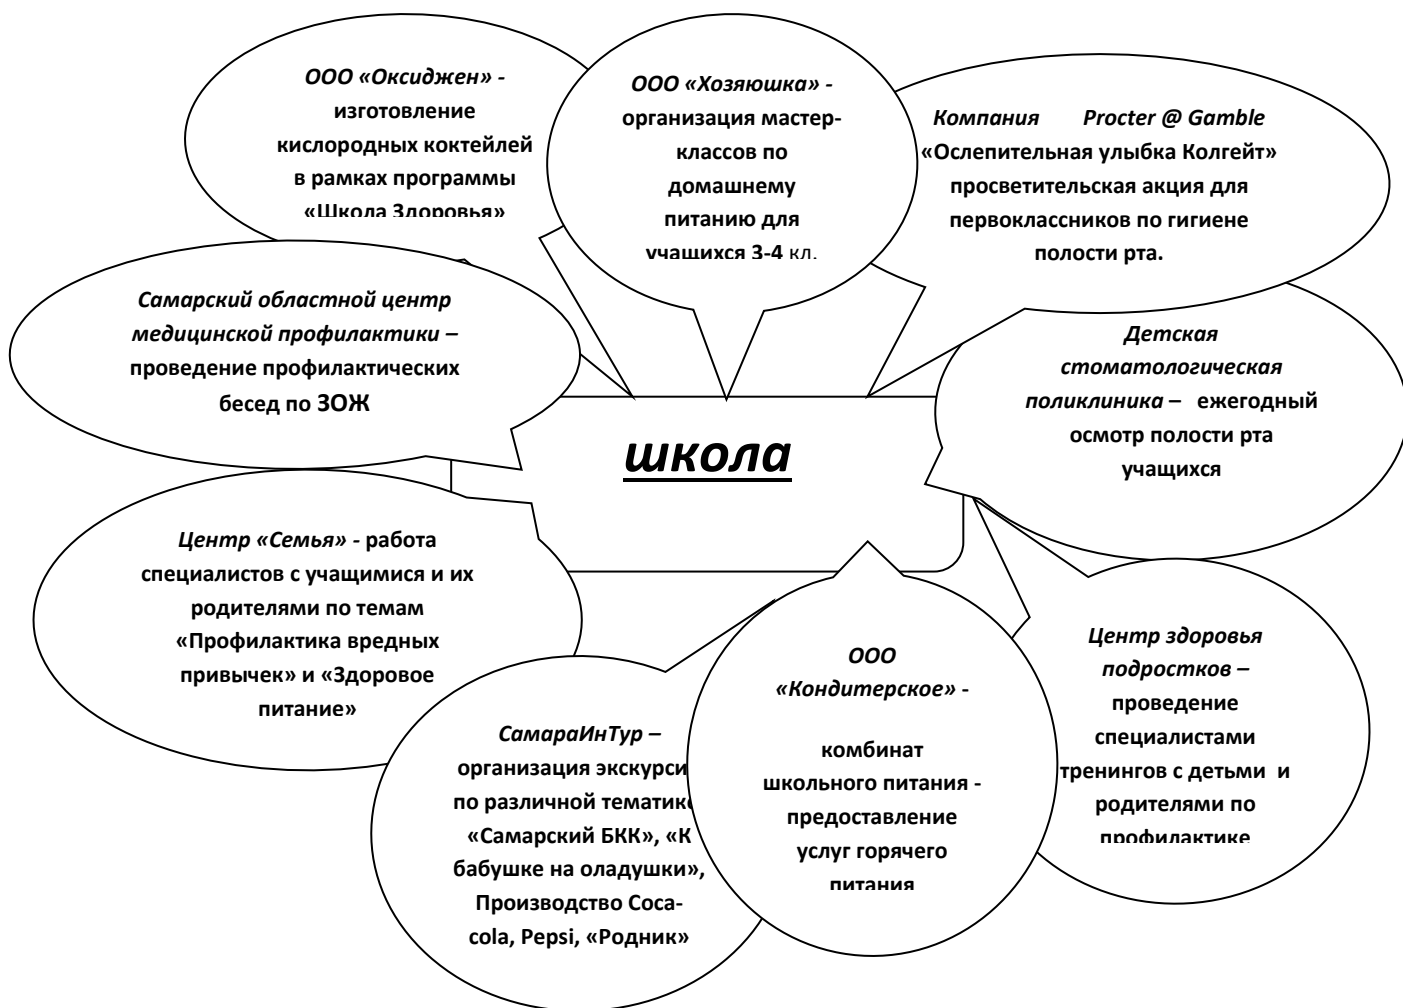 ООО «Оксиджен» -
изготовление
кислородных коктейлей
в рамках программы
«Школа Здоровья»
ООО «Хозяюшка» -
организация мастер-
классов по
домашнему
питанию для
учащихся 3-4 кл.
Компания Procter @ Gamble
«Ослепительная улыбка Колгейт»
просветительская акция для
первоклассников по гигиене
полости рта.
Самарский областной центр
медицинской профилактики –
проведение профилактических
бесед по ЗОЖ
Детская
стоматологическая
поликлиника – ежегодный
осмотр полости рта
учащихся
школа
Центр «Семья» - работа
специалистов с учащимися и их
родителями по темам
«Профилактика вредных
привычек» и «Здоровое
питание»
СамараИнТур –
организация экскурси
по различной тематике
«Самарский БКК», «К
бабушке на оладушки»,
Производство Coca-
cola, Pepsi, «Родник»
ООО
«Кондитерское» -
комбинат
школьного питания -
предоставление
услуг горячего
питания
Центр здоровья
подростков –
проведение
специалистами
тренингов с детьми и
родителями по
профилактике